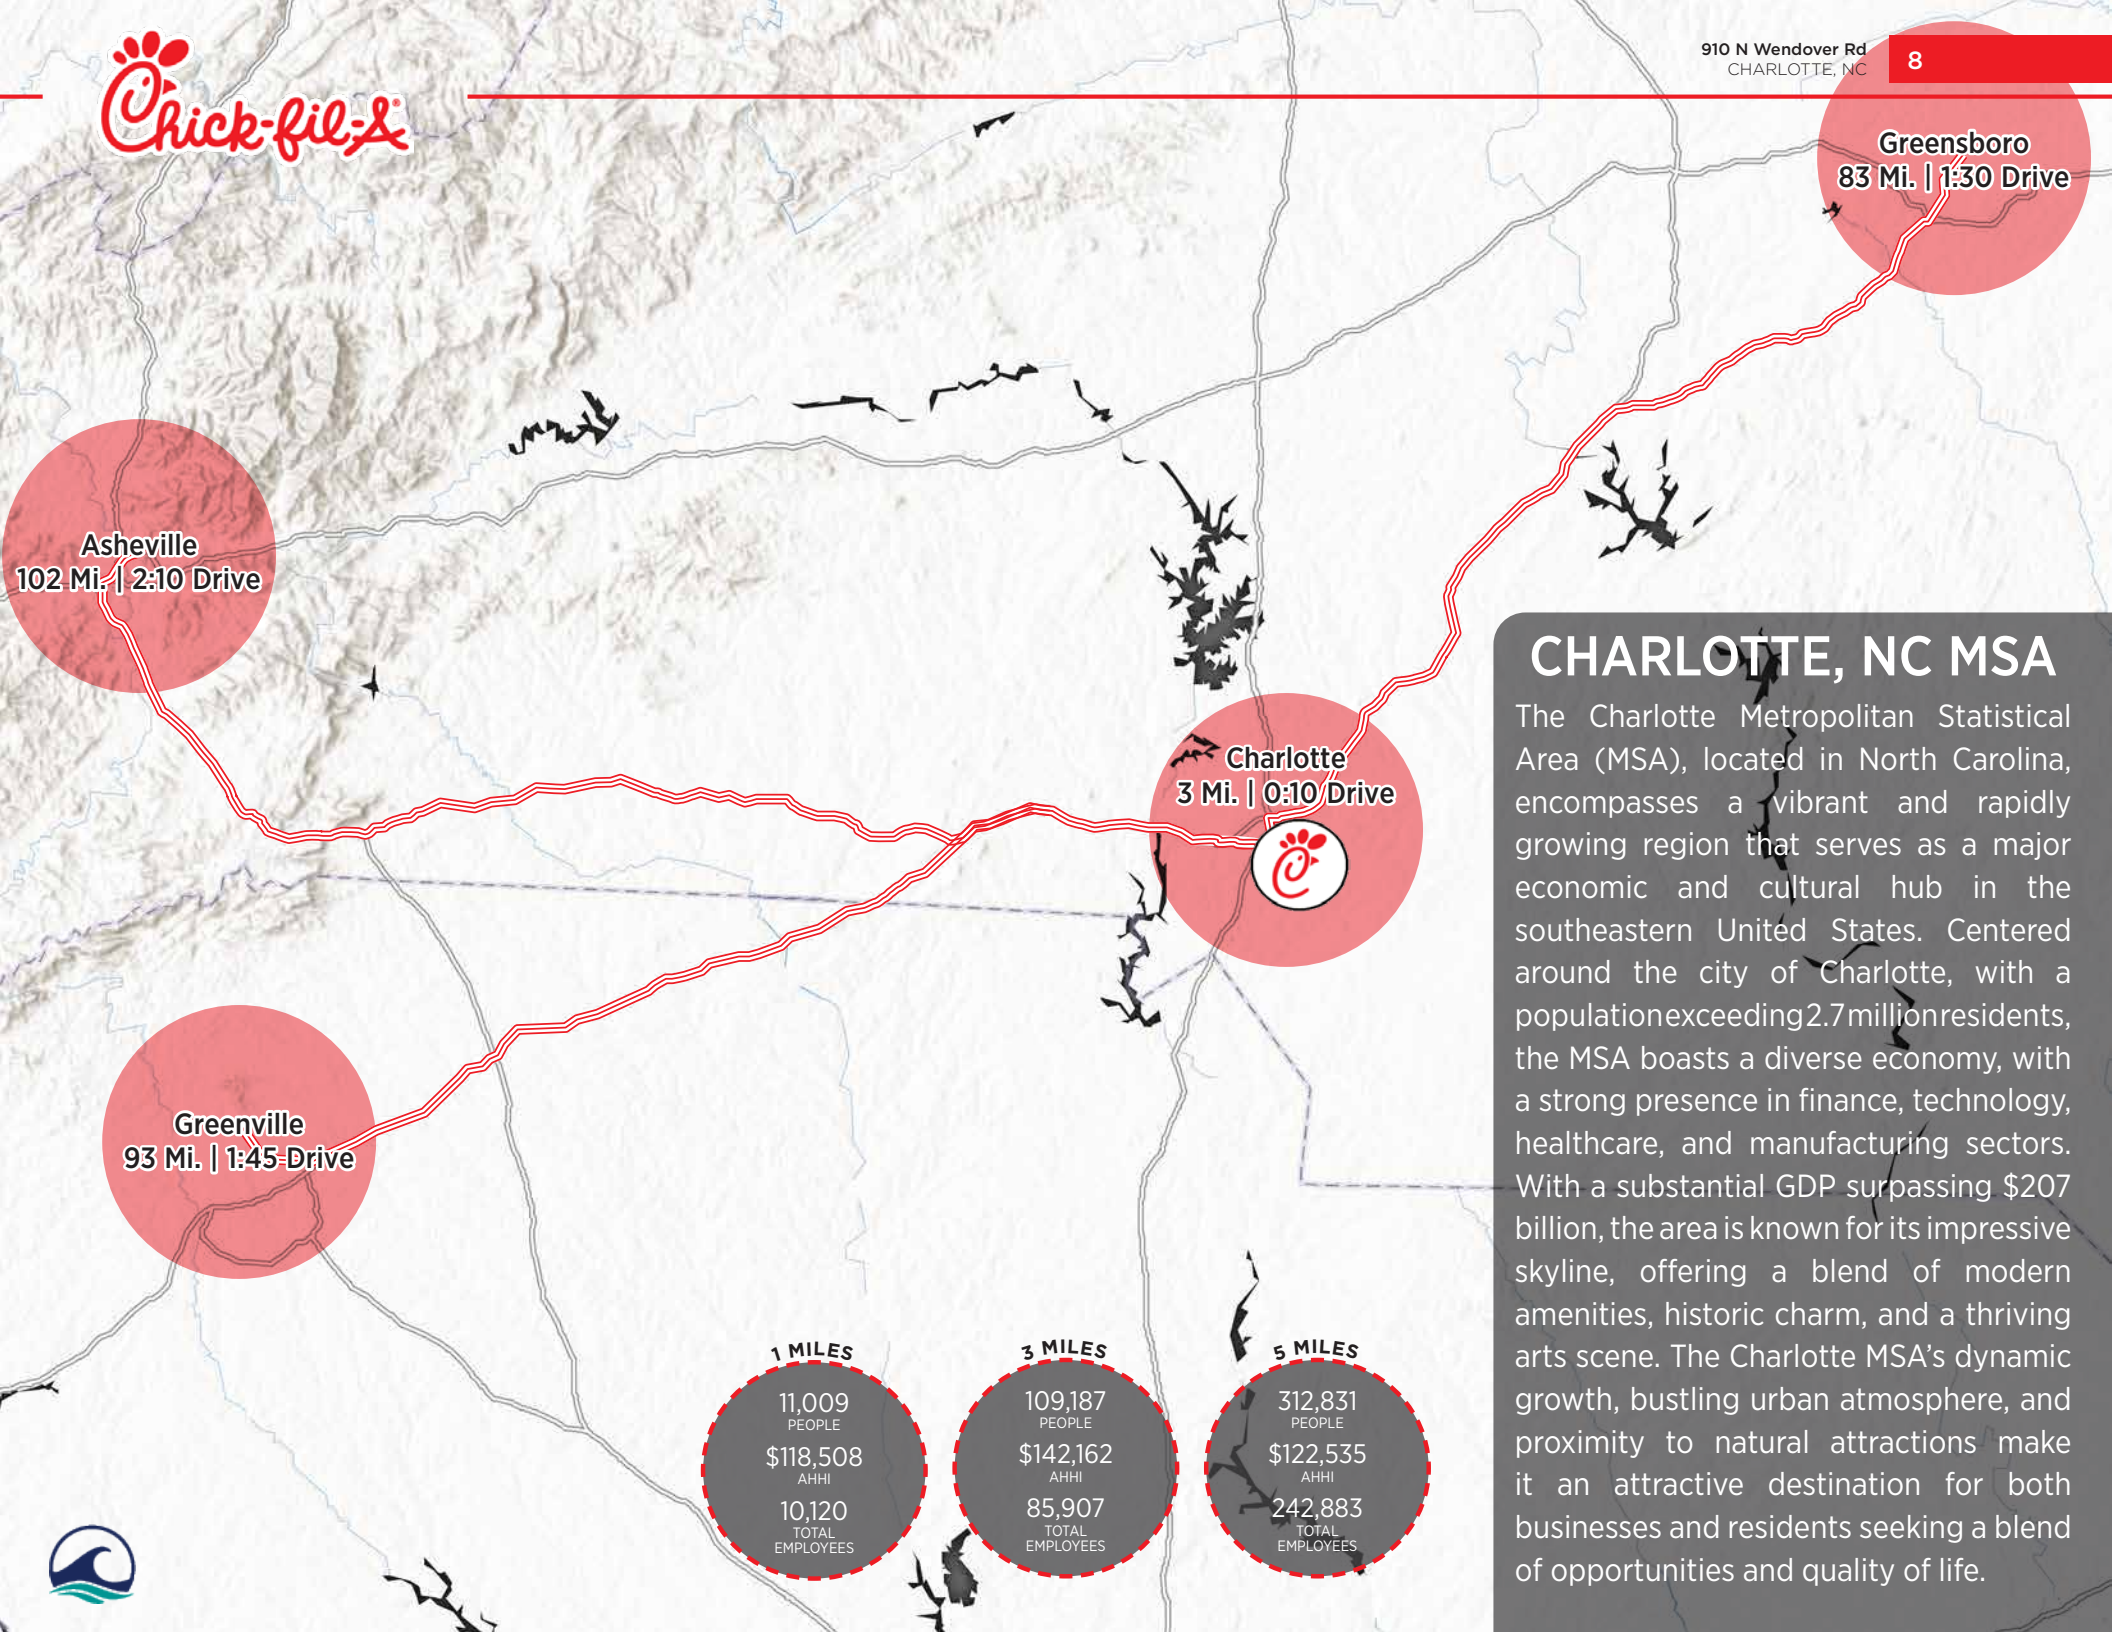 Chick-fil-A®
910 N Wendover Rd
CHARLOTTE, NC
8
Greensboro
83 Mi. | 1:30 Drive
Asheville
102 Mi. | 2:10 Drive
Charlotte
3 Mi. | 0:10 Drive
Greenville
93 Mi. | 1:45 Drive
CHARLOTTE, NC MSA
The Charlotte Metropolitan Statistical
Area (MSA), located in North Carolina,
encompasses a vibrant and rapidly
growing region that serves as a major
economic and cultural hub in the
southeastern United States. Centered
around the city of Charlotte, with a
population exceeding 2.7 million residents,
the MSA boasts a diverse economy, with
a strong presence in finance, technology,
healthcare, and manufacturing sectors.
With a substantial GDP surpassing $207
billion, the area is known for its impressive
skyline, offering a blend of modern
amenities, historic charm, and a thriving
arts scene. The Charlotte MSA’s dynamic
growth, bustling urban atmosphere, and
proximity to natural attractions make
it an attractive destination for both
businesses and residents seeking a blend
of opportunities and quality of life.
1 MILES
11,009
PEOPLE
$118,508
AHHI
10,120
TOTAL
EMPLOYEES
3 MILES
109,187
PEOPLE
$142,162
AHHI
85,907
TOTAL
EMPLOYEES
5 MILES
312,831
PEOPLE
$122,535
AHHI
242,883
TOTAL
EMPLOYEES